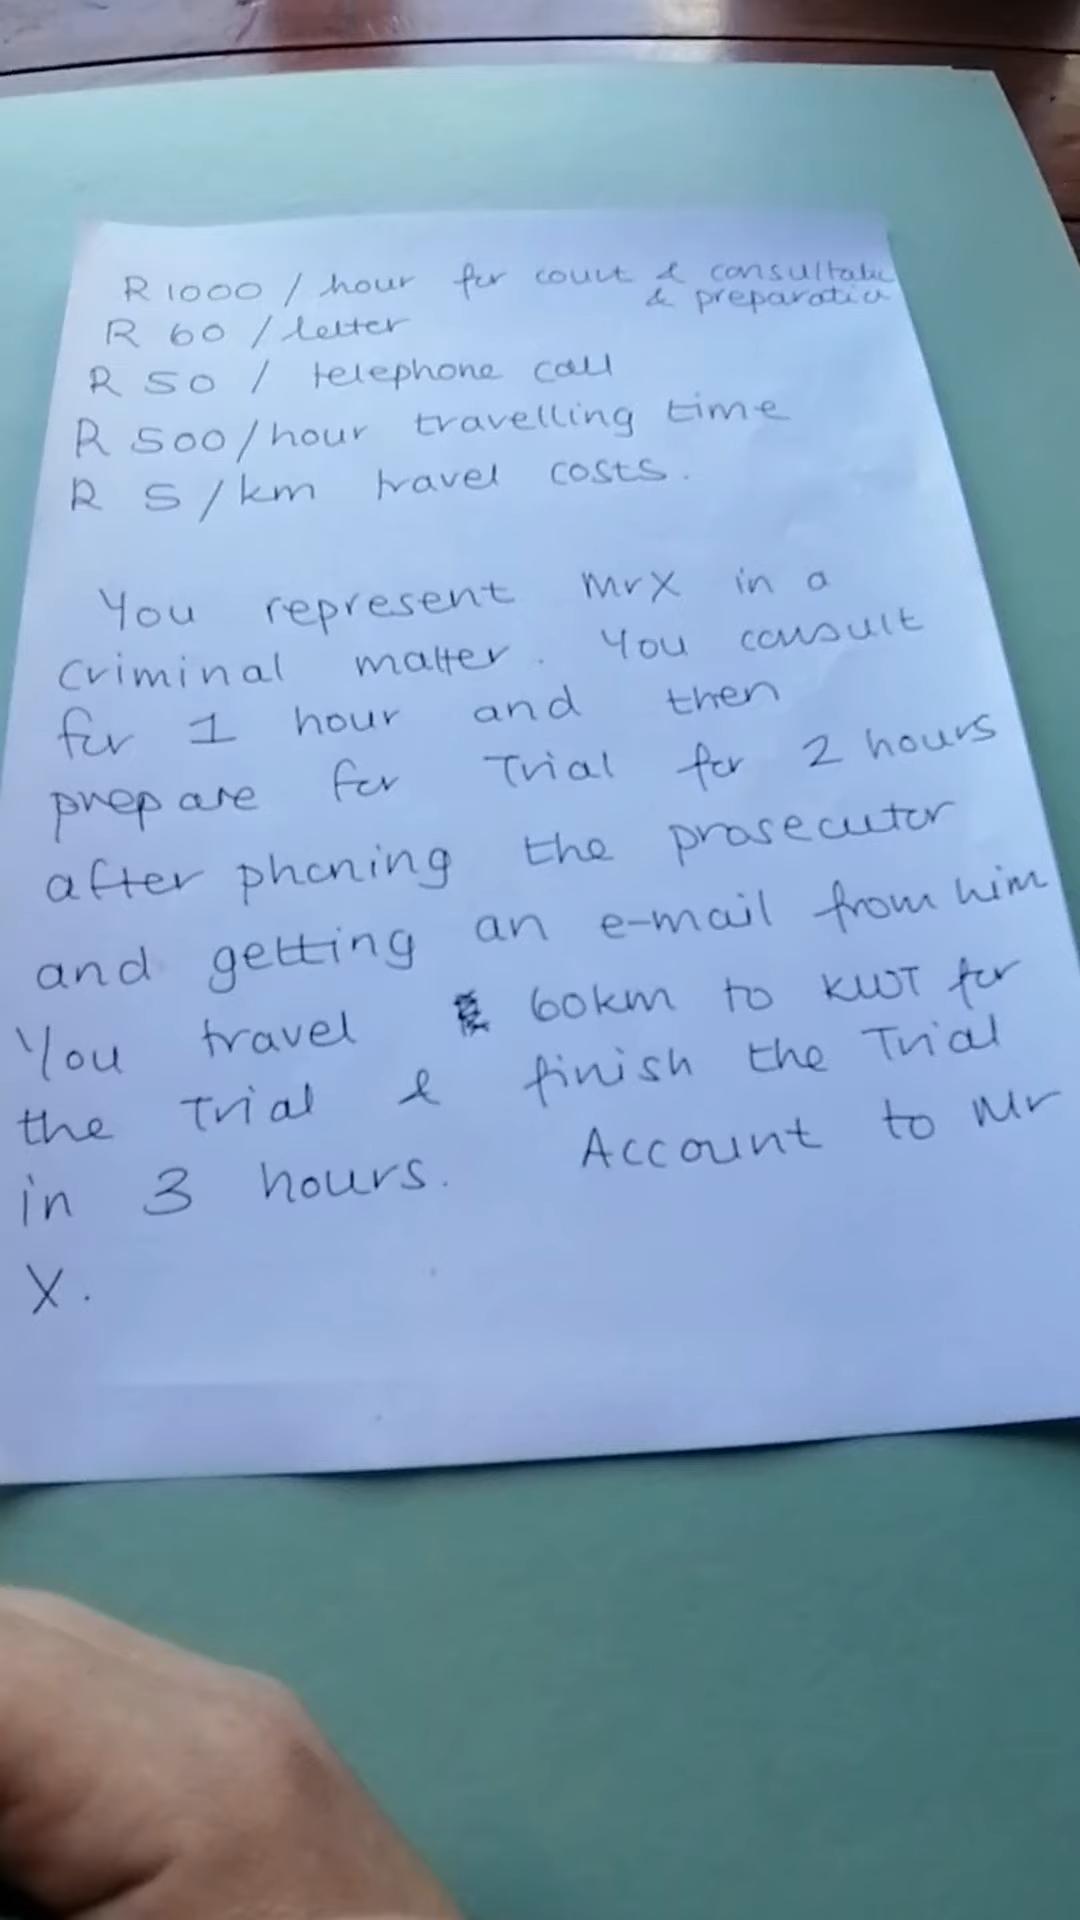 R 1000 / hour for court & consultatic
& preparatic
R 60 / letter
R 50 / telephone call
R 500/hour travelling time
R 5 / km travel costs.
You represent Mr X in a
criminal matter. You consult
for 1 hour and then
prepare for Trial for 2 hours
after phoning the prosecutor
and getting an e-mail from him
You travel 60km to KWT for
the Trial & finish the Trial
in 3 hours. Account to Mr
X.